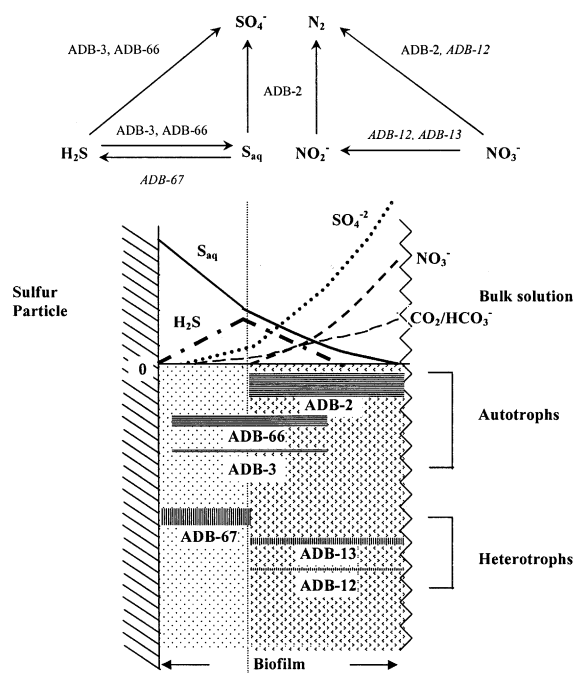 SO₄⁻ N₂
ADB-3, ADB-66 ADB-2, ADB-12
ADB-2
ADB-3, ADB-66 ADB-12, ADB-13
H₂S Sₐq NO₂⁻ NO₃⁻
ADB-67
SO₄⁻²
Sₐq
NO₃⁻
Sulfur
Particle
Bulk solution
H₂S
CO₂/HCO₃⁻
0
ADB-2
Autotrophs
ADB-66
ADB-3
ADB-67
ADB-13
Heterotrophs
ADB-12
Biofilm